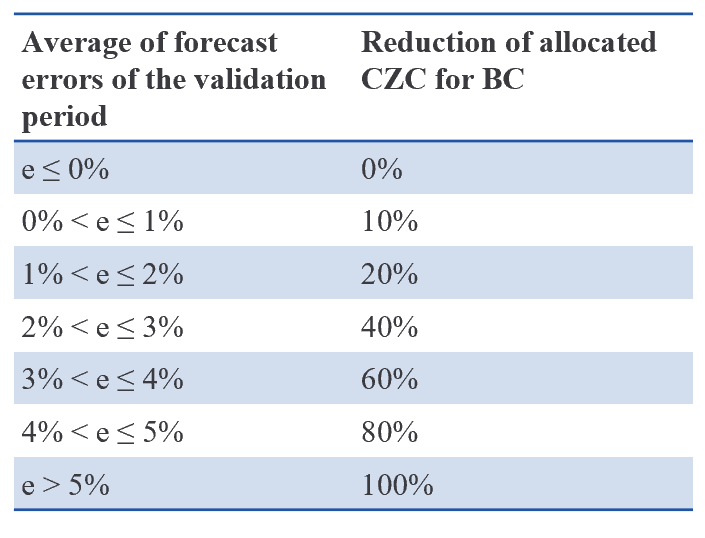 Average of forecast errors of the validation period
Reduction of allocated CZC for BC
e ≤ 0% 0%
0% < e ≤ 1% 10%
1% < e ≤ 2% 20%
2% < e ≤ 3% 40%
3% < e ≤ 4% 60%
4% < e ≤ 5% 80%
e > 5% 100%